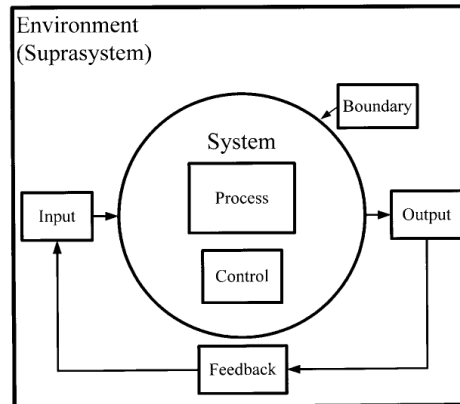 Environment
(Suprasystem)
Boundary
System
Process
Input
Output
Control
Feedback